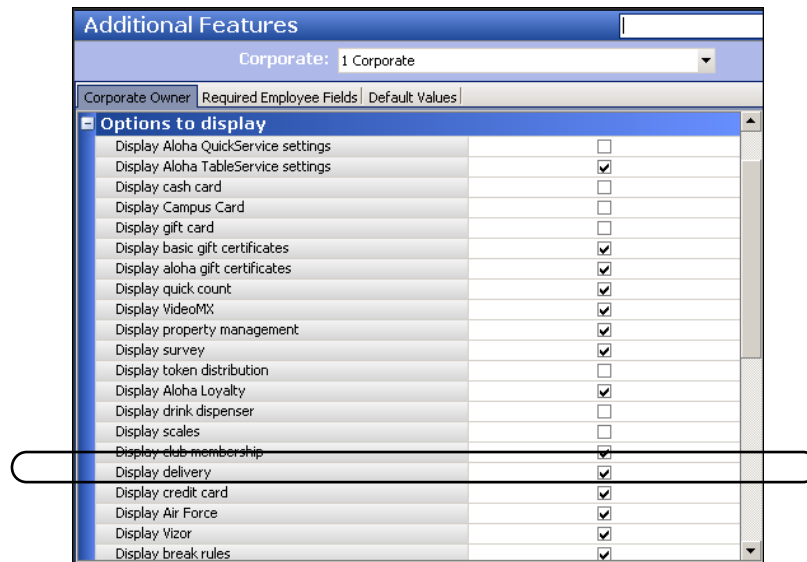 Additional Features
Corporate: 1 Corporate
Corporate Owner Required Employee Fields Default Values
Options to display
Display Aloha QuickService settings
Display Aloha TableService settings
Display cash card
Display Campus Card
Display gift card
Display basic gift certificates
Display aloha gift certificates
Display quick count
Display VideoMX
Display property management
Display survey
Display token distribution
Display Aloha Loyalty
Display drink dispenser
Display scales
Display club membership
Display delivery
Display credit card
Display Air Force
Display Vizor
Display break rules